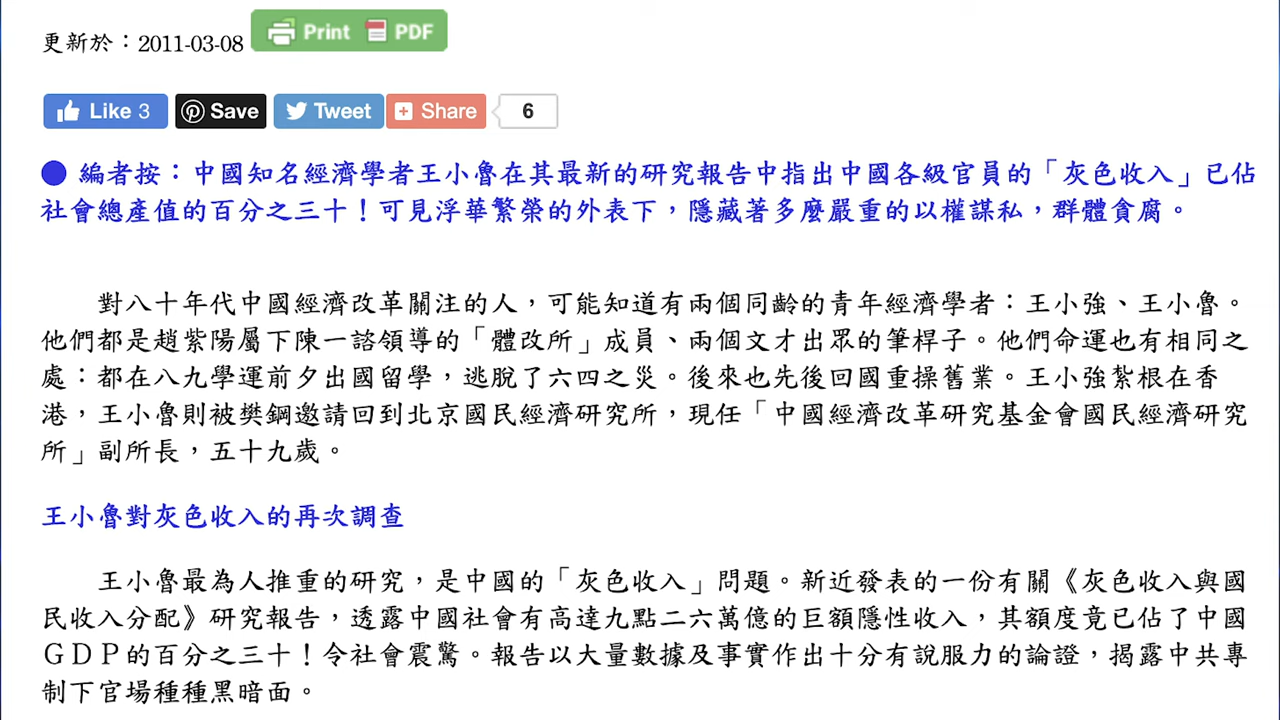 更新於：2011-03-08 Print PDF
Like 3 Save Tweet Share 6
● 編者按：中國知名經濟學者王小魯在其最新的研究報告中指出中國各級官員的「灰色收入」已佔
社會總產值的百分之三十！可見浮華繁榮的外表下，隱藏著多麼嚴重的以權謀私，群體貪腐。
對八十年代中國經濟改革關注的人，可能知道有兩個同齡的青年經濟學者：王小強、王小魯。
他們都是趙紫陽屬下陳一諮領導的「體改所」成員、兩個文才出眾的筆桿子。他們命運也有相同之
處：都在八九學運前夕出國留學，逃脫了六四之災。後來也先後回國重操舊業。王小強紮根在香
港，王小魯則被樊鋼邀請回到北京國民經濟研究所，現任「中國經濟改革研究基金會國民經濟研究
所」副所長，五十九歲。
王小魯對灰色收入的再次調查
王小魯最為人推重的研究，是中國的「灰色收入」問題。新近發表的一份有關《灰色收入與國
民收入分配》研究報告，透露中國社會有高達九點二六萬億的巨額隱性收入，其額度竟已佔了中國
ＧＤＰ的百分之三十！令社會震驚。報告以大量數據及事實作出十分有說服力的論證，揭露中共專
制下官場種種黑暗面。